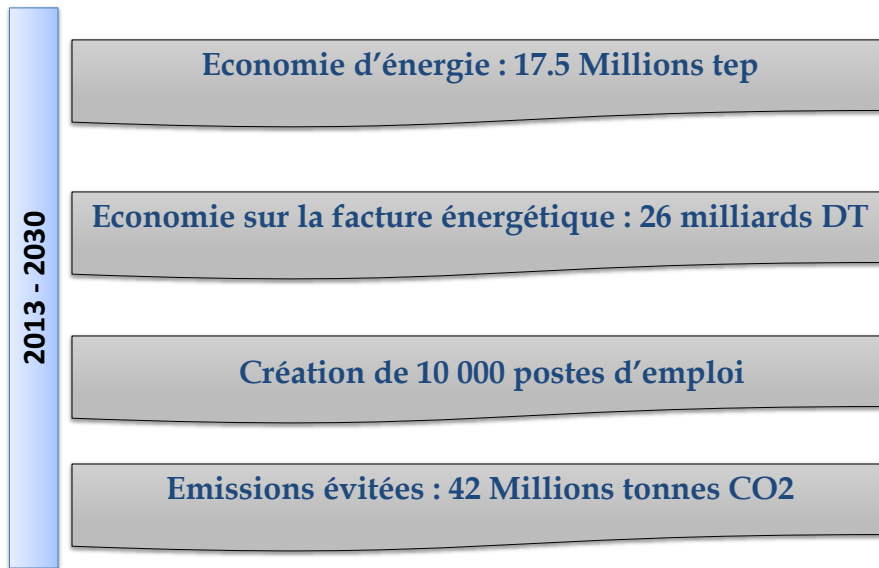 2013 - 2030
Economie d’énergie : 17.5 Millions tep
Economie sur la facture énergétique : 26 milliards DT
Création de 10 000 postes d’emploi
Emissions évitées : 42 Millions tonnes CO2